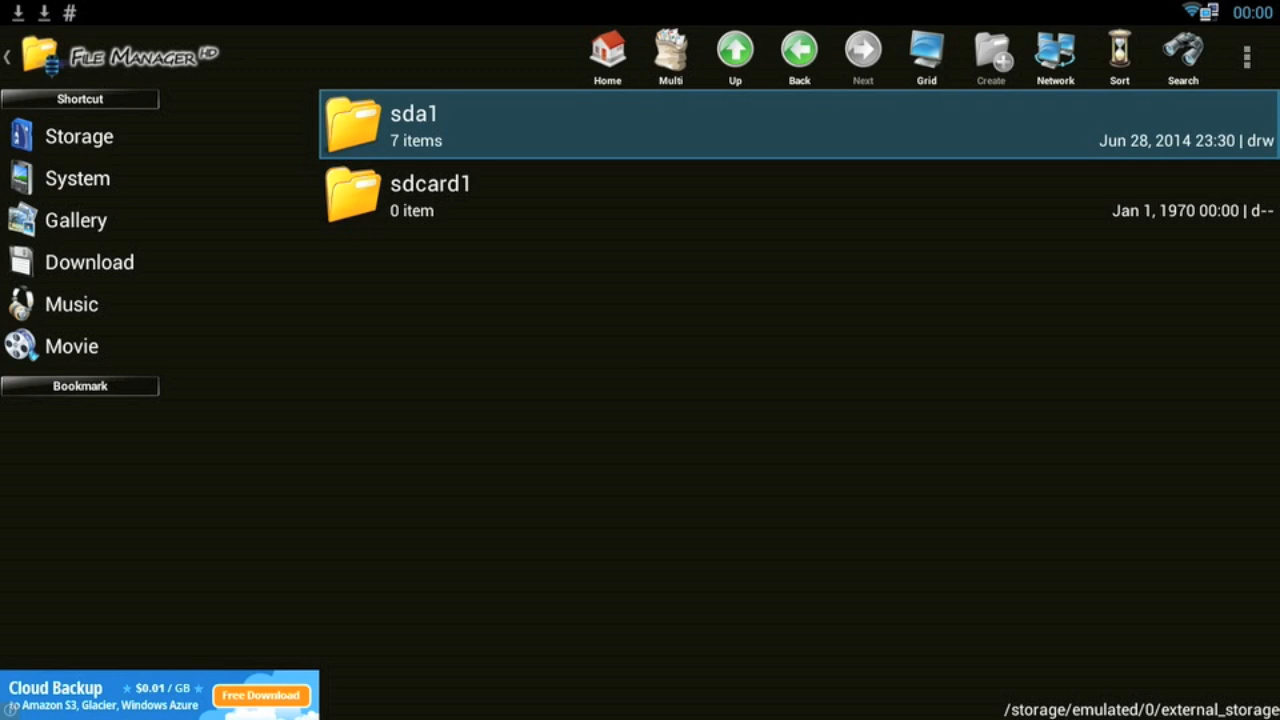 #
00:00
File Manager HD
Home
Multi
Up
Back
Next
Grid
Create
Network
Sort
Search
Shortcut
Storage
System
Gallery
Download
Music
Movie
Bookmark
sda1
7 items
Jun 28, 2014 23:30 | drw
sdcard1
0 item
Jan 1, 1970 00:00 | d--
Cloud Backup
$0.01 / GB
to Amazon S3, Glacier, Windows Azure
Free Download
/storage/emulated/0/external_storage